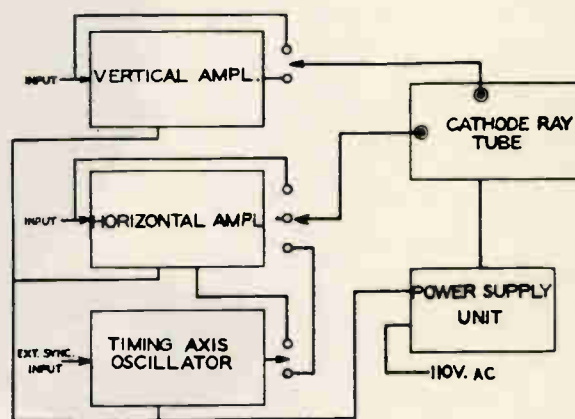 INPUT
VERTICAL AMPL.
CATHODE RAY
TUBE
INPUT
HORIZONTAL AMPL
POWER SUPPLY
UNIT
EXT. SYNC.
INPUT
TIMING AXIS
OSCILLATOR
110V. AC